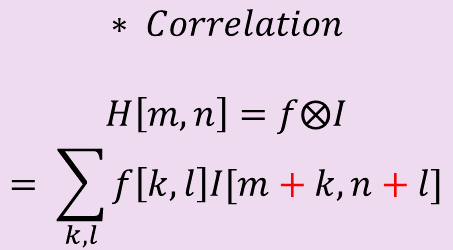 * Correlation
H[m, n] = f⊗I
= ∑ f[k, l]I[m + k, n + l]
k,l